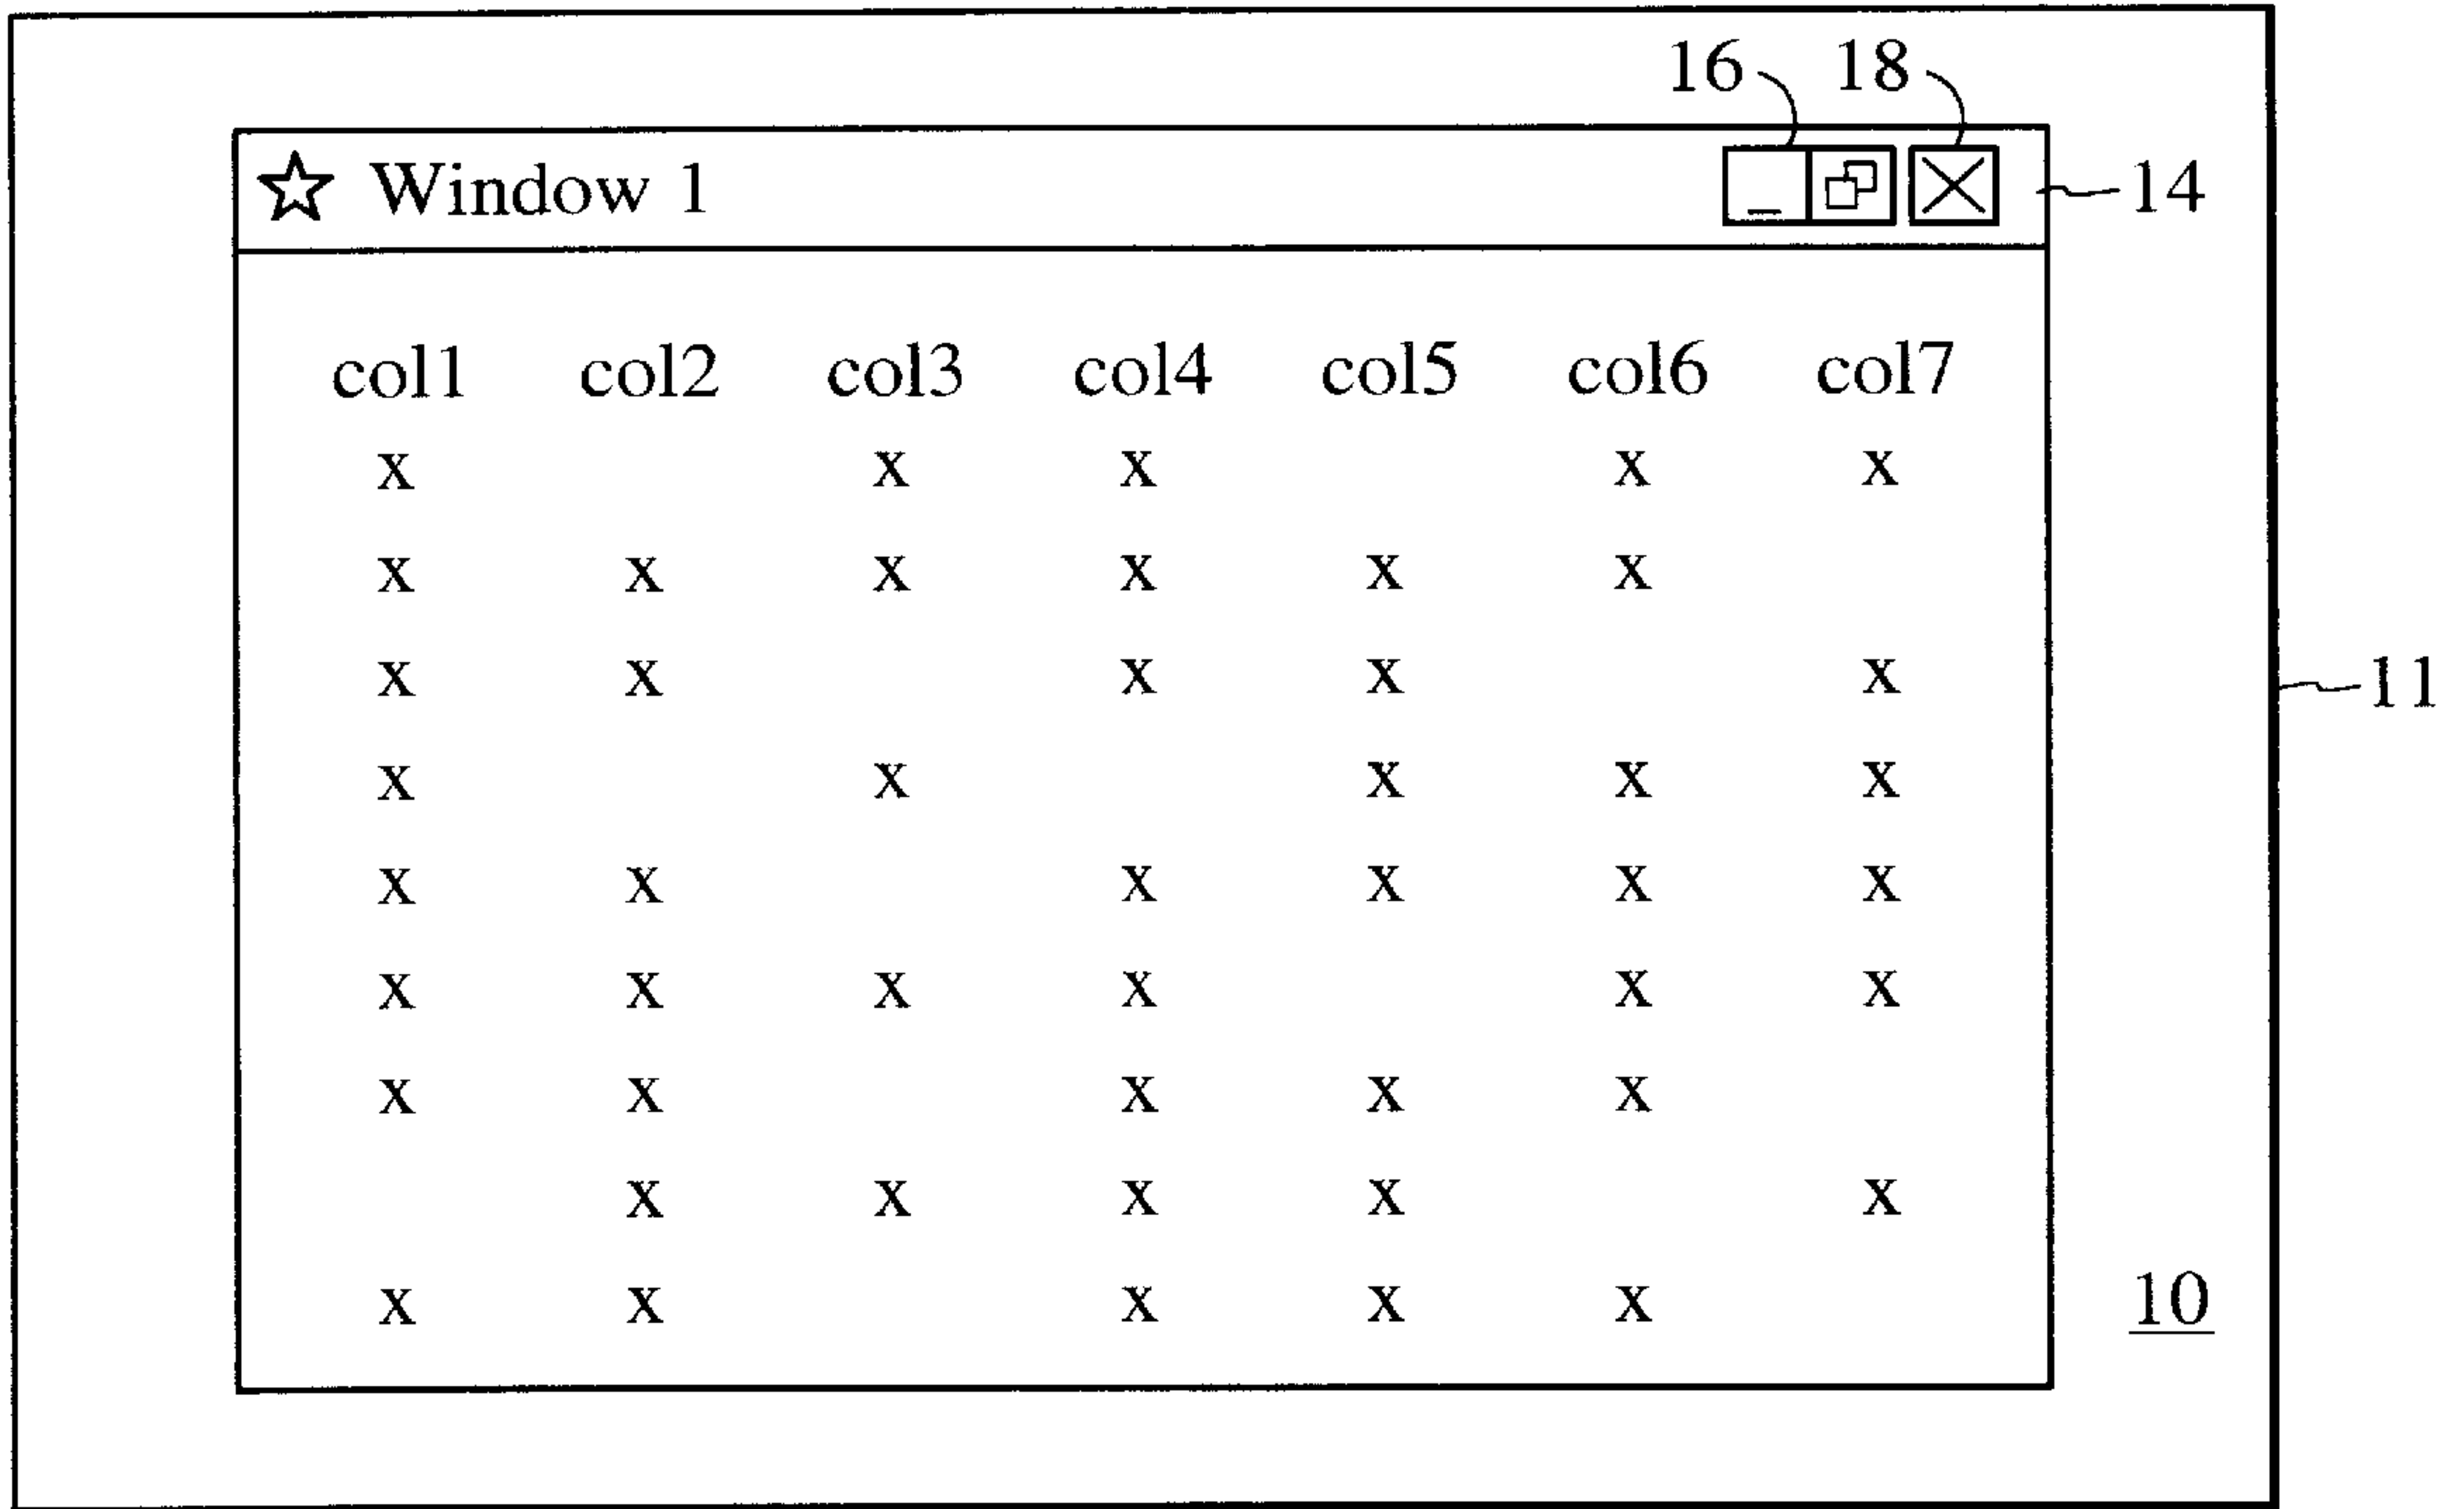 16 18
Window 1
14
col1 col2 col3 col4 col5 col6 col7
x x x x x
x x x x x x
x x x x x
11
x x x x x
x x x x x x
x x x x x x
x x x x x
x x x x x
x x x x x
10